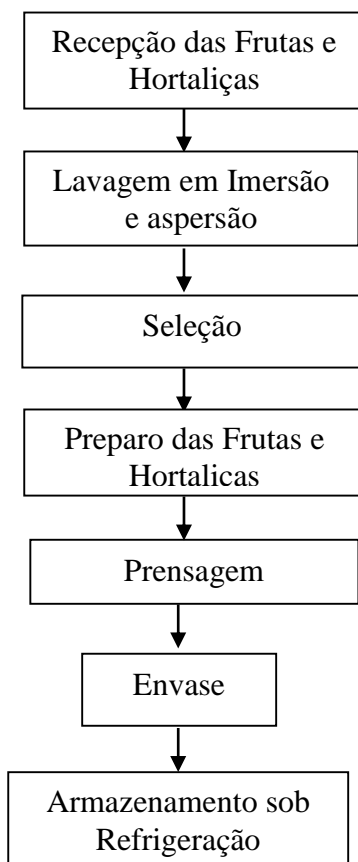 Recepção das Frutas e
Hortaliças
Lavagem em Imersão
e aspersão
Seleção
Preparo das Frutas e
Hortalicas
Prensagem
Envase
Armazenamento sob
Refrigeração